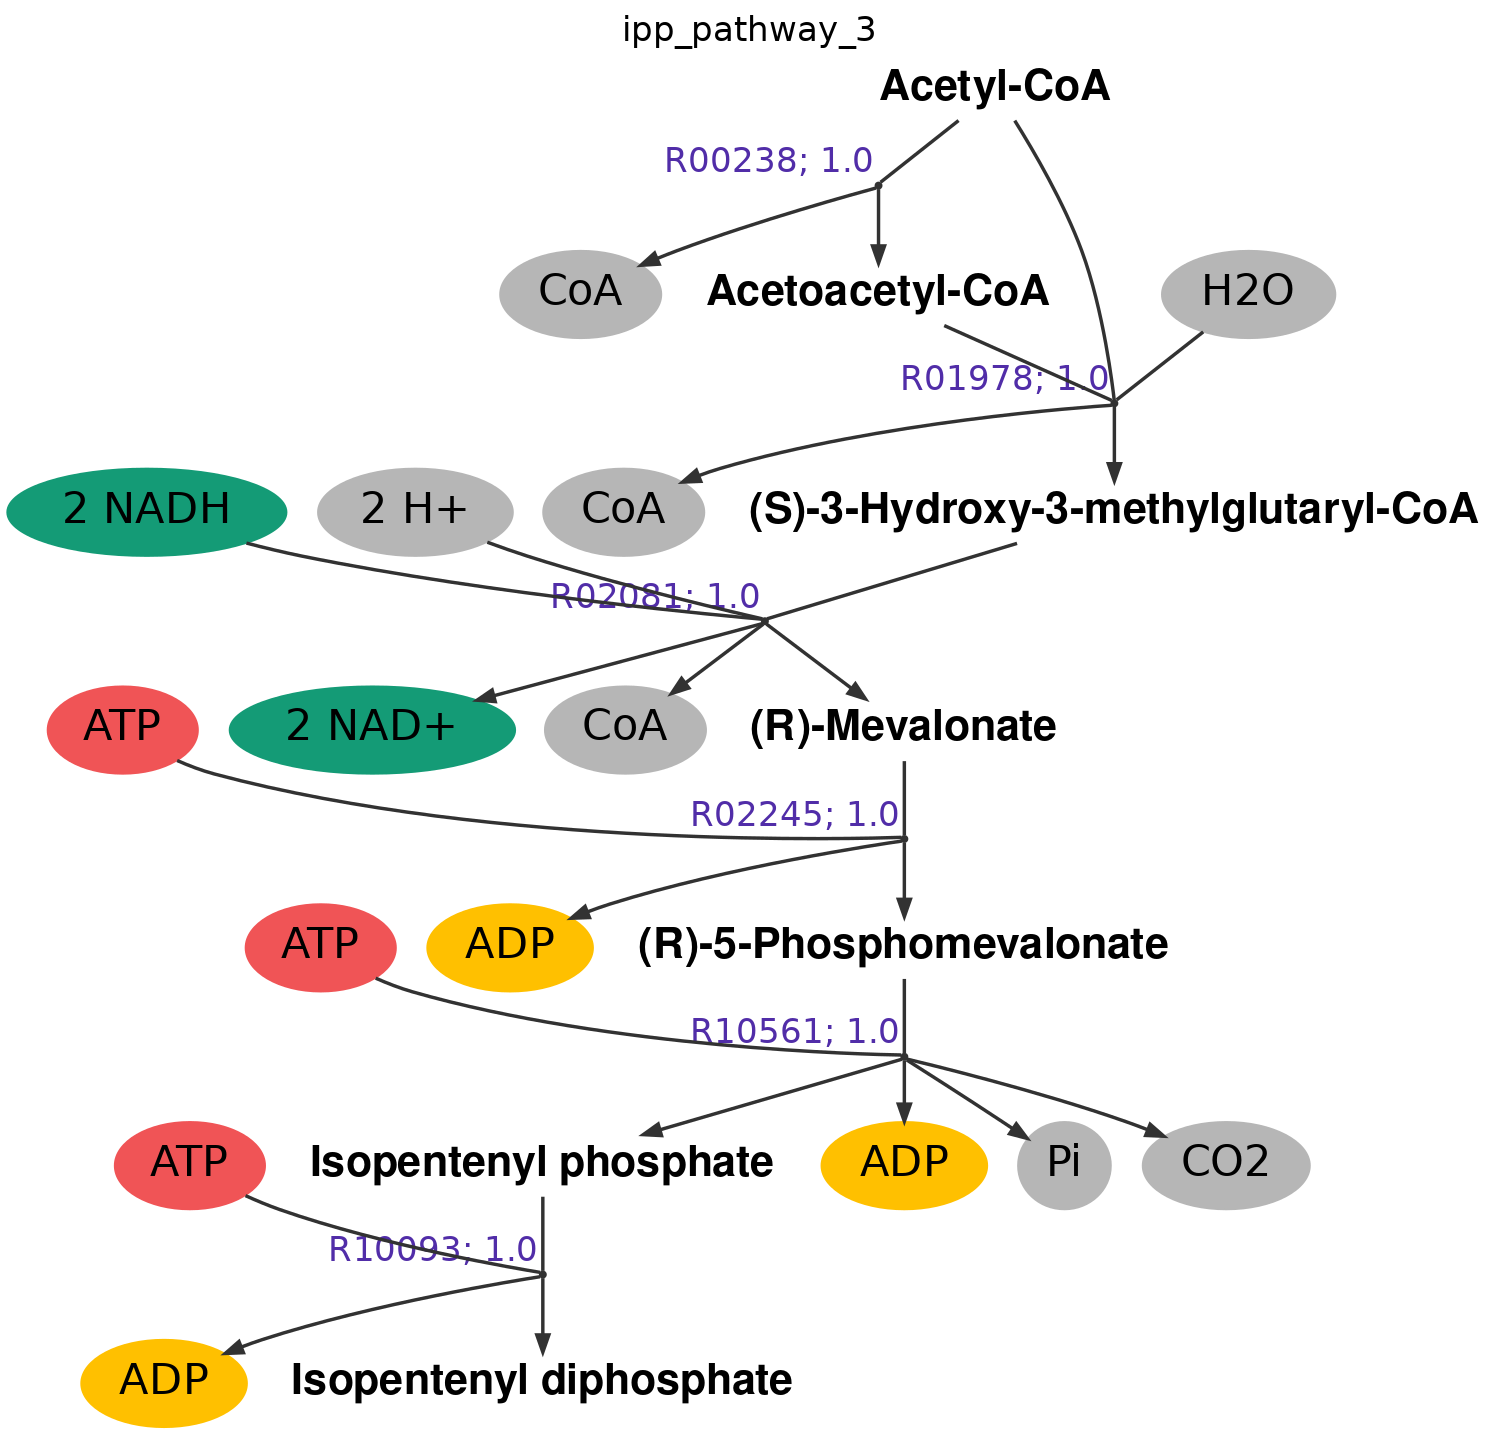 ipp_pathway_3
Acetyl-CoA
R00238; 1.0
CoA
Acetoacetyl-CoA
H2O
R01978; 1.0
2 NADH
2 H+
CoA
(S)-3-Hydroxy-3-methylglutaryl-CoA
R02081; 1.0
ATP
2 NAD+
CoA
(R)-Mevalonate
R02245; 1.0
ATP
ADP
(R)-5-Phosphomevalonate
R10561; 1.0
ATP
Isopentenyl phosphate
ADP
Pi
CO2
R10093; 1.0
ADP
Isopentenyl diphosphate